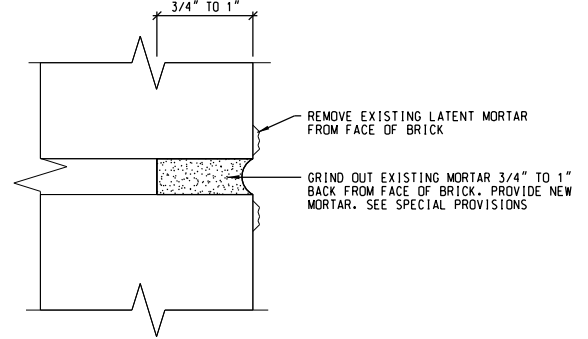 3/4" TO 1"
REMOVE EXISTING LATENT MORTAR
FROM FACE OF BRICK
GRIND OUT EXISTING MORTAR 3/4" TO 1"
BACK FROM FACE OF BRICK. PROVIDE NEW
MORTAR. SEE SPECIAL PROVISIONS